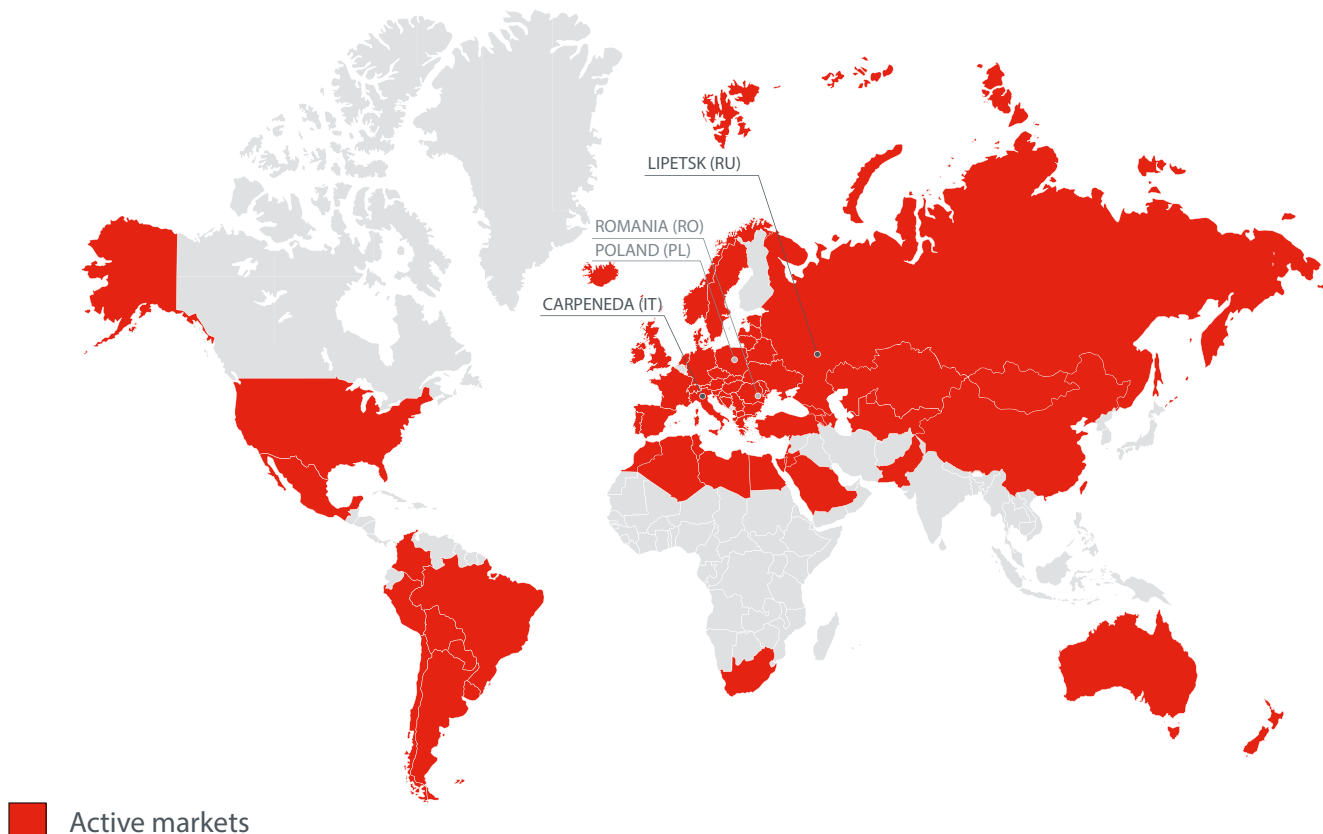 LIPETSK (RU)
ROMANIA (RO)
POLAND (PL)
CARPENEDA (IT)
Active markets